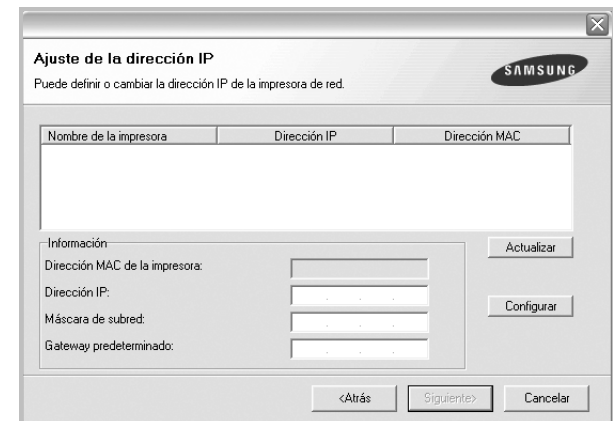 Ajuste de la dirección IP
Puede definir o cambiar la dirección IP de la impresora de red.
SAMSUNG
Nombre de la impresora Dirección IP Dirección MAC
Información
Actualizar
Dirección MAC de la impresora:
Dirección IP:
Configurar
Máscara de subred:
Gateway predeterminado:
<Atrás Siguiente> Cancelar